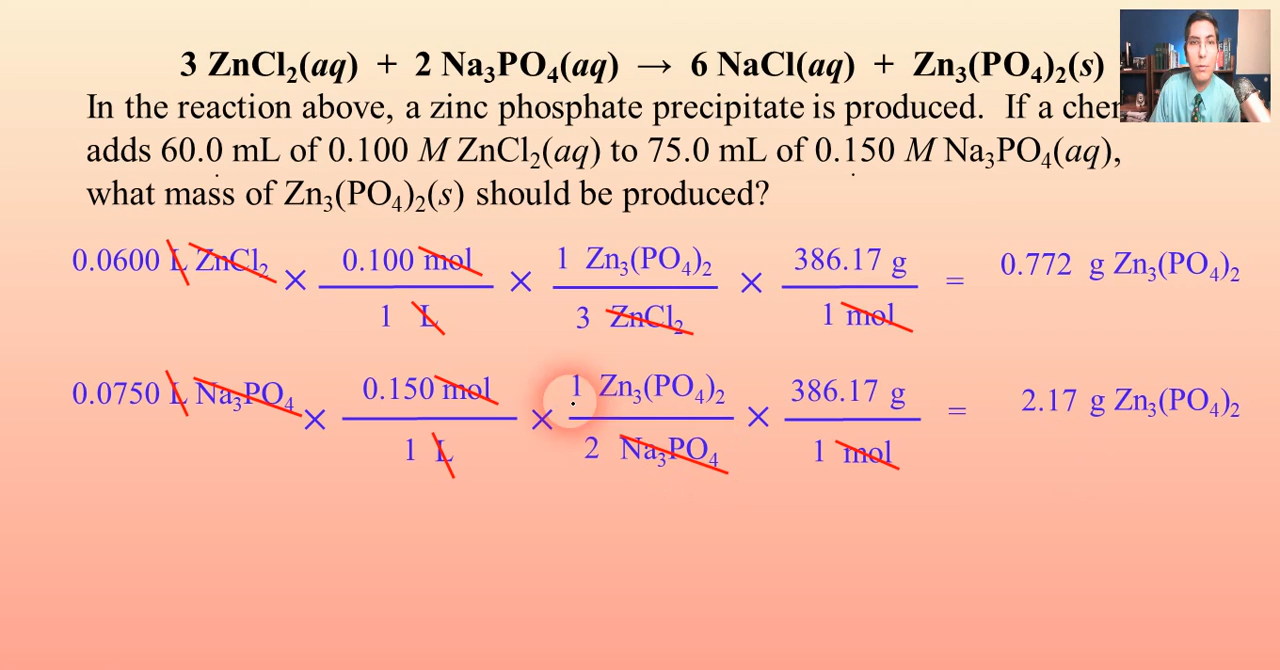 3 ZnCl₂(aq) + 2 Na₃PO₄(aq) → 6 NaCl(aq) + Zn₃(PO₄)₂(s)
In the reaction above, a zinc phosphate precipitate is produced. If a
adds 60.0 mL of 0.100 M ZnCl₂(aq) to 75.0 mL of 0.150 M Na₃PO₄(aq),
what mass of Zn₃(PO₄)₂(s) should be produced?
0.0600 L ZnCl₂ × 0.100 mol / 1 L × 1 Zn₃(PO₄)₂ / 3 ZnCl₂ × 386.17 g / 1 mol = 0.772 g Zn₃(PO₄)₂
0.0750 L Na₃PO₄ × 0.150 mol / 1 L × 1 Zn₃(PO₄)₂ / 2 Na₃PO₄ × 386.17 g / 1 mol = 2.17 g Zn₃(PO₄)₂